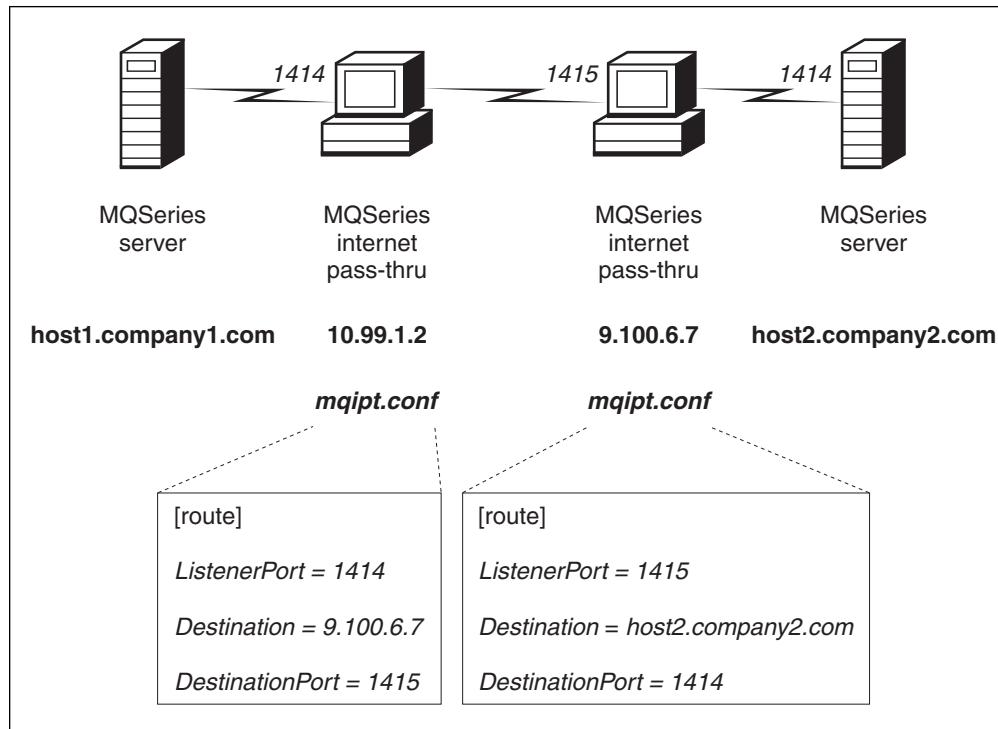 1414
1415
1414
MQSeries
server
MQSeries
internet
pass-thru
MQSeries
internet
pass-thru
MQSeries
server
host1.company1.com
10.99.1.2
9.100.6.7
host2.company2.com
mqipt.conf
mqipt.conf
[route]
ListenerPort = 1414
Destination = 9.100.6.7
DestinationPort = 1415
[route]
ListenerPort = 1415
Destination = host2.company2.com
DestinationPort = 1414